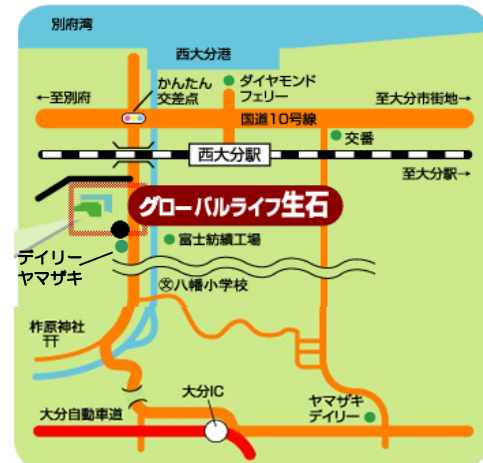 別府湾
西大分港
かんたん
交差点
ダイヤモンド
フェリー
←至別府
至大分市街地→
国道10号線
交番
西大分駅
至大分駅→
グローバルライフ生石
デイリー
ヤマザキ
富士紡績工場
文八幡小学校
柞原神社
大分IC
ヤマザキ
デイリー
大分自動車道